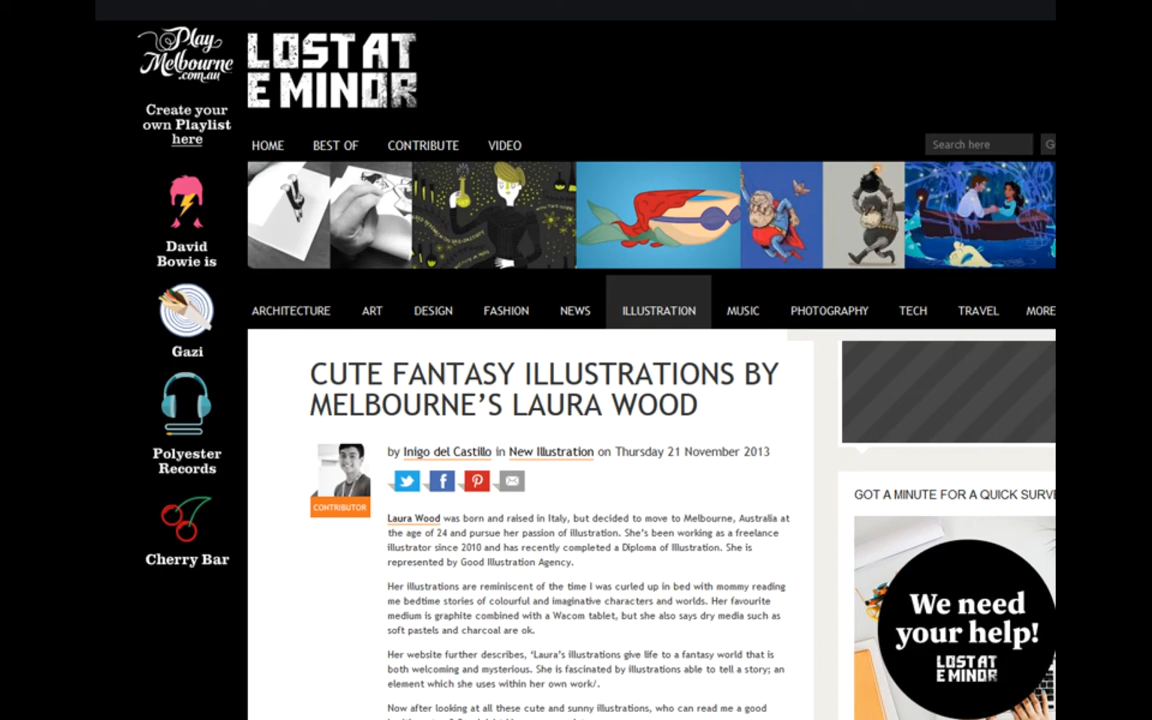 Play
Melbourne
.com.au
LOST AT
E MINOR
Create your
own Playlist
here
HOME BEST OF CONTRIBUTE VIDEO
Search here
G
David
Bowie is
Gazi
Polyester
Records
Cherry Bar
ARCHITECTURE ART DESIGN FASHION NEWS ILLUSTRATION MUSIC PHOTOGRAPHY TECH TRAVEL MORE
CUTE FANTASY ILLUSTRATIONS BY
MELBOURNE’S LAURA WOOD
by Inigo del Castillo in New Illustration on Thursday 21 November 2013
CONTRIBUTOR
Laura Wood was born and raised in Italy, but decided to move to Melbourne, Australia at
the age of 24 and pursue her passion of illustration. She’s been working as a freelance
illustrator since 2010 and has recently completed a Diploma of Illustration. She is
represented by Good Illustration Agency.
Her illustrations are reminiscent of the time I was curled up in bed with mommy reading
me bedtime stories of colourful and imaginative characters and worlds. Her favourite
medium is graphite combined with a Wacom tablet, but she also says dry media such as
soft pastels and charcoal are ok.
Her website further describes, ‘Laura’s illustrations give life to a fantasy world that is
both welcoming and mysterious. She is fascinated by illustrations able to tell a story; an
element which she uses within her own work/.
Now after looking at all these cute and sunny illustrations, who can read me a good
GOT A MINUTE FOR A QUICK SURVE
We need
your help!
LOST AT
E MINOR